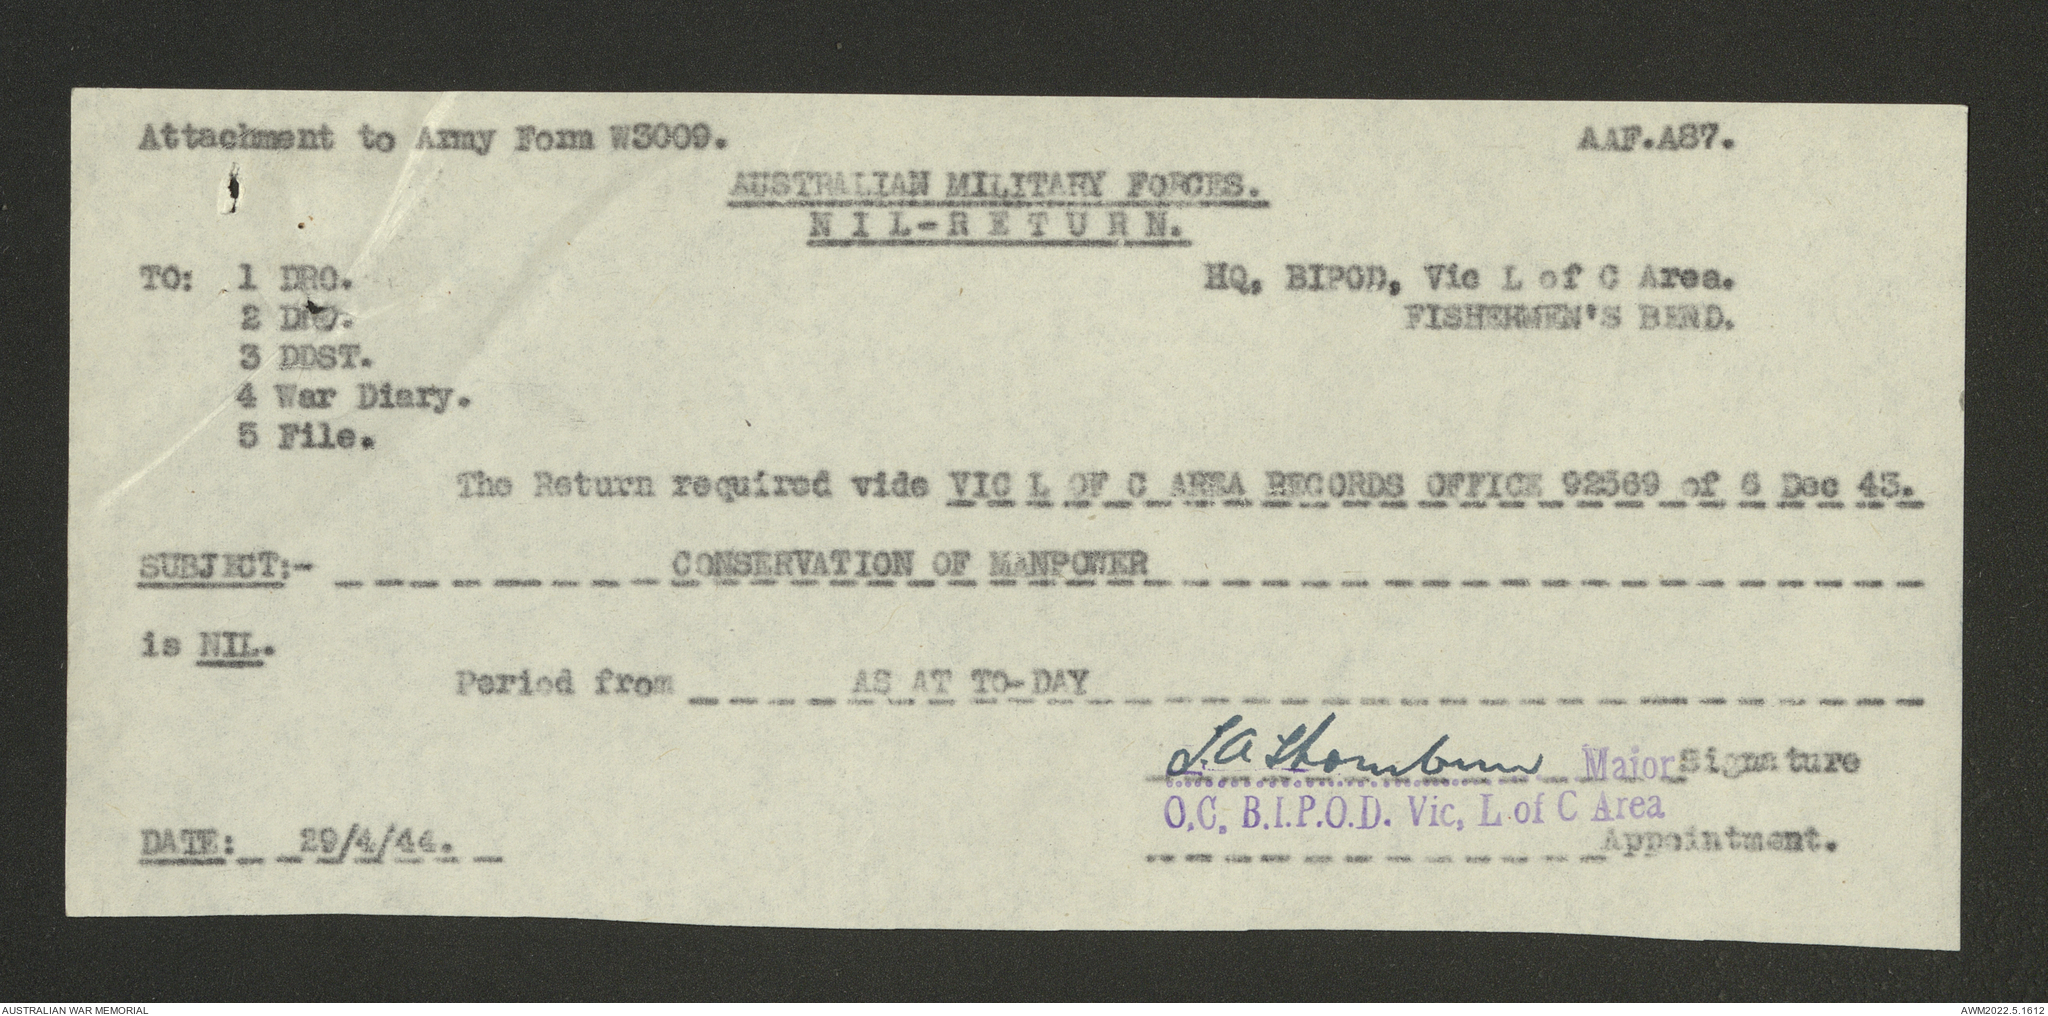 Attachment to Army Form W3009. AAF.A87.
AUSTRALIAN MILITARY FORCES.
NIL-RETURN.
TO: 1 DRO. HQ, BIPOD, Vic L of C Area.
2 DRO. FISHERMEN'S BEND.
3 DDST.
4 War Diary.
5 File.
The Return required vide VIC L OF C AREA RECORDS OFFICE 92569 of 6 Dec 43.
SUBJECT:- CONSERVATION OF MANPOWER
is NIL.
Period from AS AT TO-DAY
Major Signature
O.C. B.I.P.O.D. Vic, L of C Area
DATE: 29/4/44. Appointment.
AUSTRALIAN WAR MEMORIAL AWM2022.5.1612